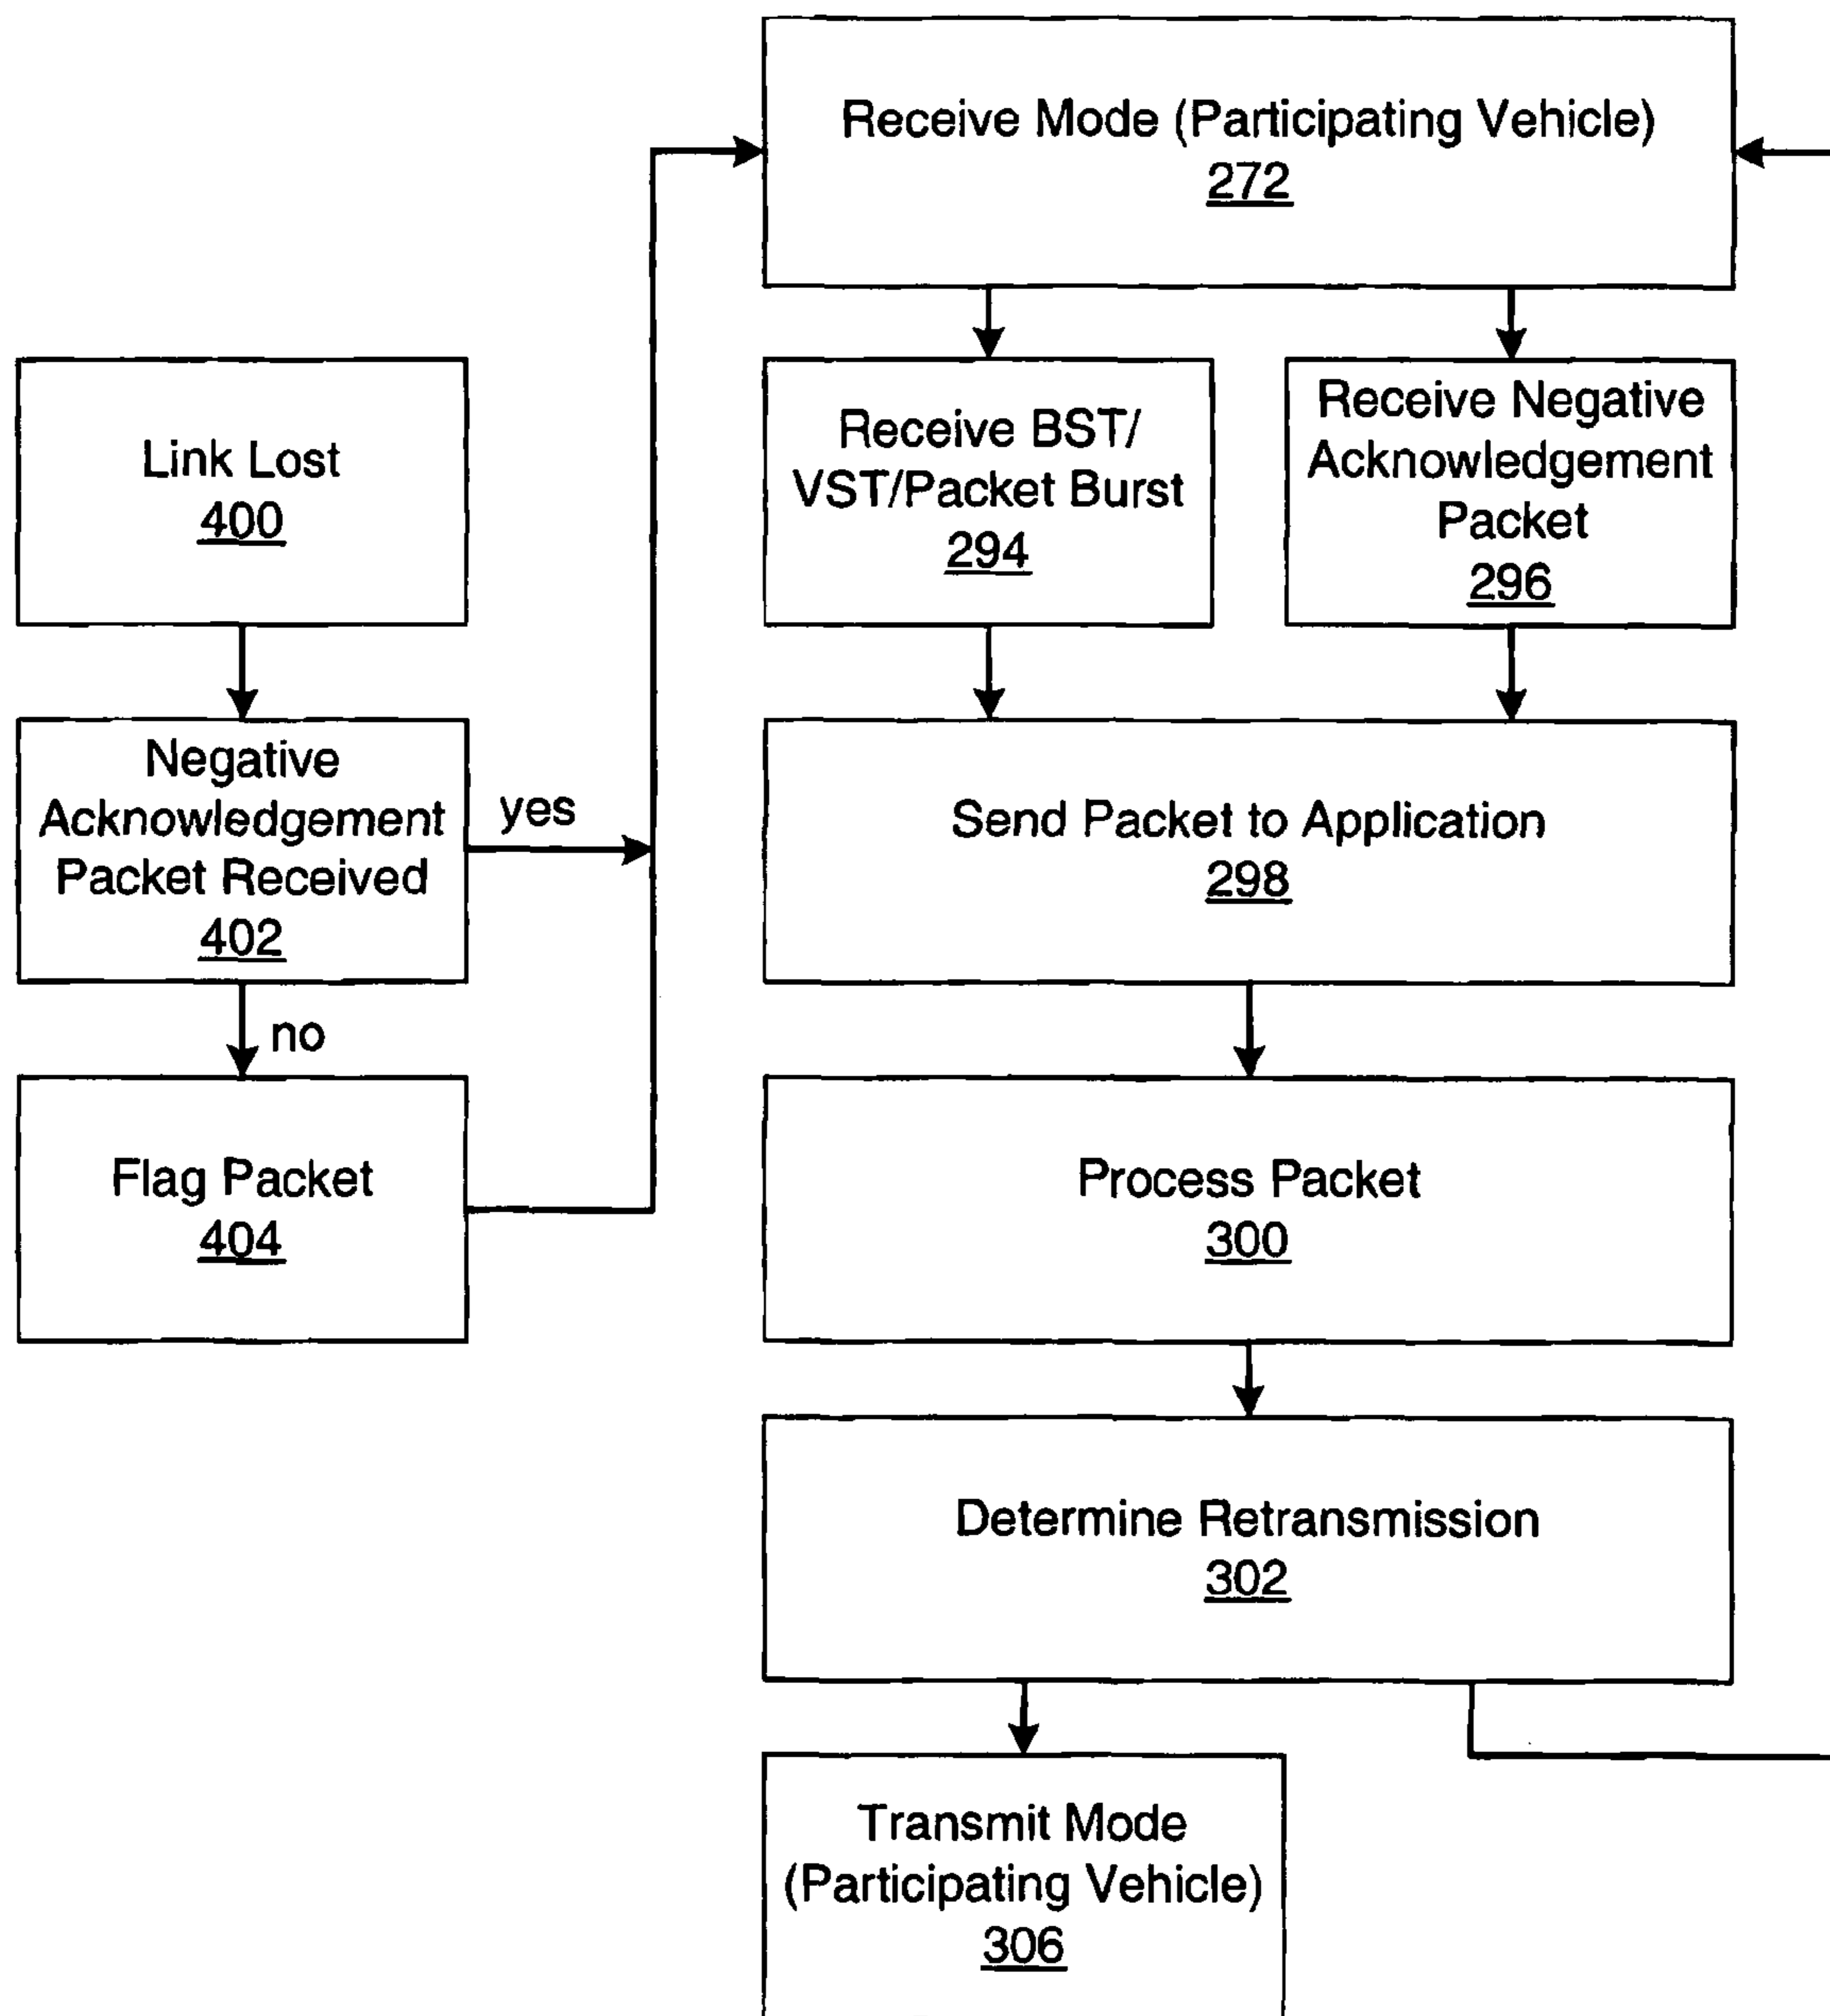 Receive Mode (Participating Vehicle)
272
Link Lost
400
Receive BST/
VST/Packet Burst
294
Receive Negative
Acknowledgement
Packet
296
Negative
Acknowledgement
Packet Received
402
yes
no
Send Packet to Application
298
Flag Packet
404
Process Packet
300
Determine Retransmission
302
Transmit Mode
(Participating Vehicle)
306